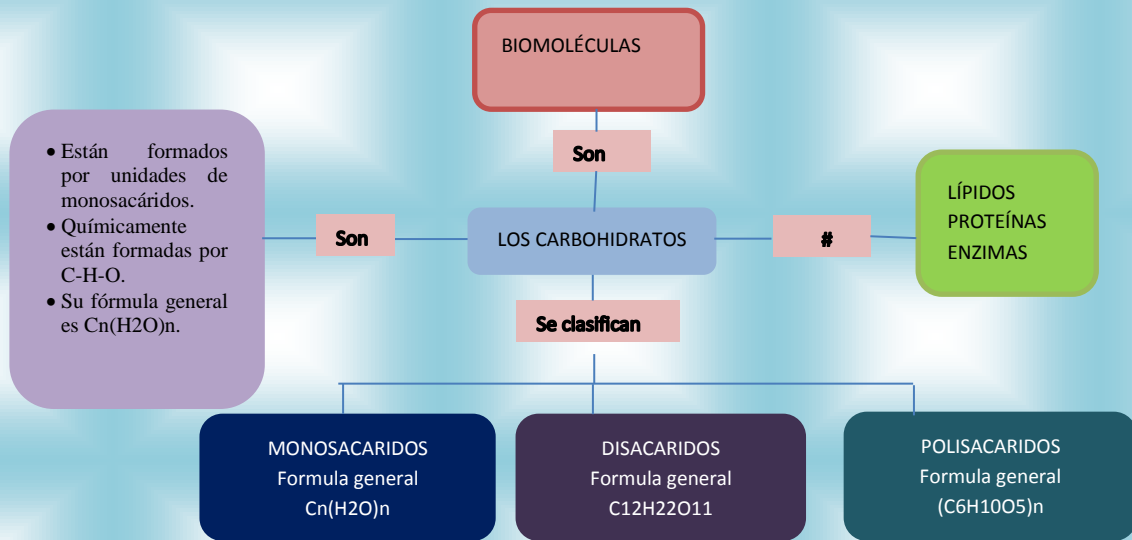 BIOMOLÉCULAS
Son
• Están formados
por unidades de
monosacáridos.
• Químicamente
están formadas por
C-H-O.
• Su fórmula general
es Cn(H2O)n.
Son
LOS CARBOHIDRATOS
#
LÍPIDOS
PROTEÍNAS
ENZIMAS
Se clasifican
MONOSACARIDOS
Formula general
Cn(H2O)n
DISACARIDOS
Formula general
C12H22O11
POLISACARIDOS
Formula general
(C6H10O5)n